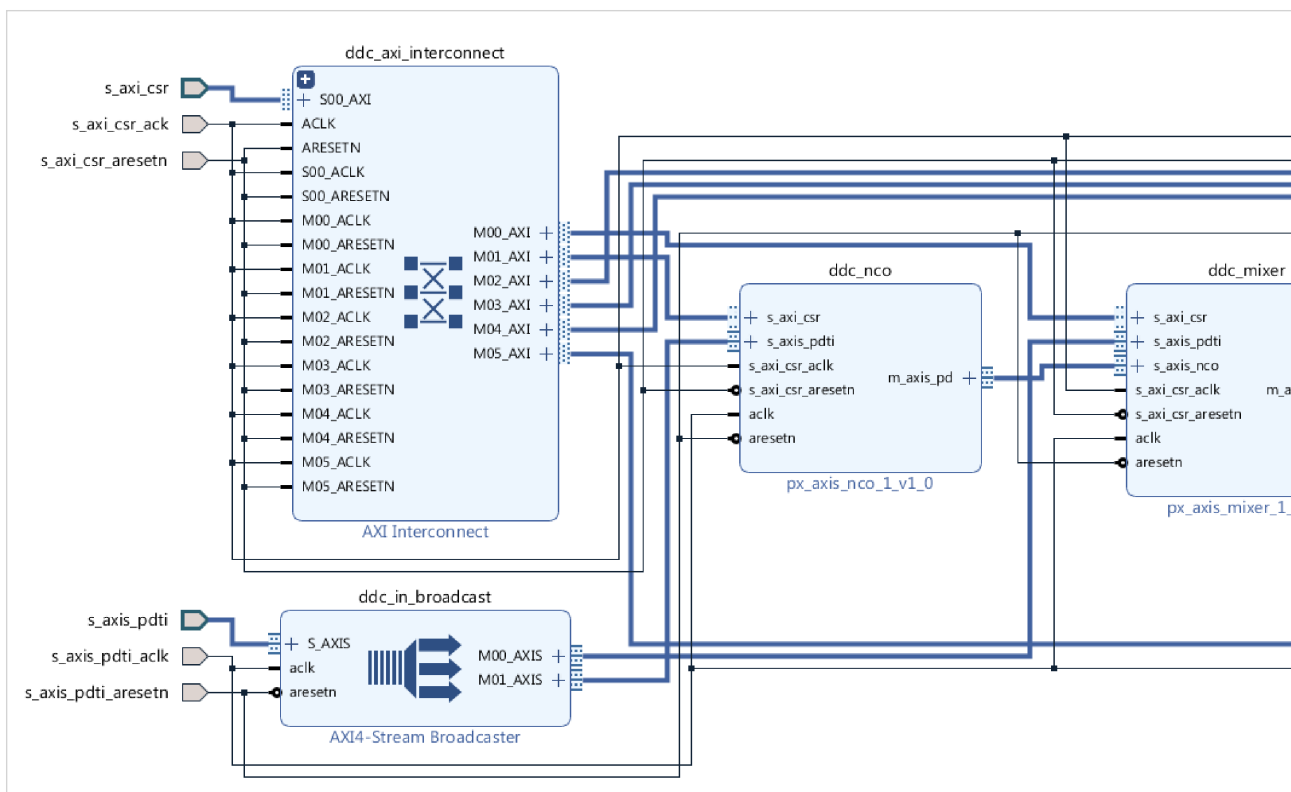 ddc_axi_interconnect
s_axi_csr
s_axi_csr_ack
s_axi_csr_aresetn
S00_AXI
ACLK
ARESETN
S00_ACLK
S00_ARESETN
M00_ACLK
M00_ARESETN
M01_ACLK
M01_ARESETN
M02_ACLK
M02_ARESETN
M03_ACLK
M03_ARESETN
M04_ACLK
M04_ARESETN
M05_ACLK
M05_ARESETN
M00_AXI
M01_AXI
M02_AXI
M03_AXI
M04_AXI
M05_AXI
AXI Interconnect
ddc_nco
s_axi_csr
s_axis_pdti
s_axi_csr_aclk
s_axi_csr_aresetn
aclk
aresetn
m_axis_pd
px_axis_nco_1_v1_0
ddc_mixer
s_axi_csr
s_axis_pdti
s_axis_nco
s_axi_csr_aclk
s_axi_csr_aresetn
aclk
aresetn
m_a
px_axis_mixer_1_
ddc_in_broadcast
s_axis_pdti
s_axis_pdti_aclk
s_axis_pdti_aresetn
S_AXIS
aclk
aresetn
M00_AXIS
M01_AXIS
AXI4-Stream Broadcaster